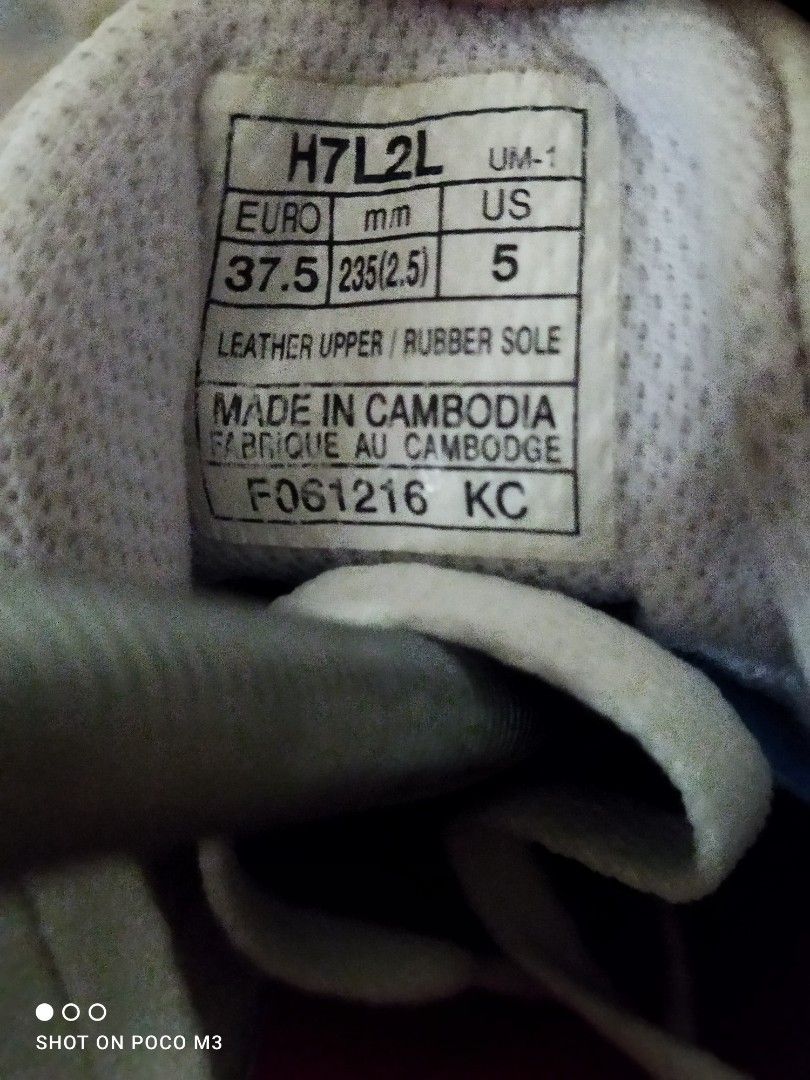 H7L2L UM-1
EURO mm US
37.5 235(2.5) 5
LEATHER UPPER / RUBBER SOLE
MADE IN CAMBODIA
FABRIQUE AU CAMBODGE
F061216 KC
SHOT ON POCO M3